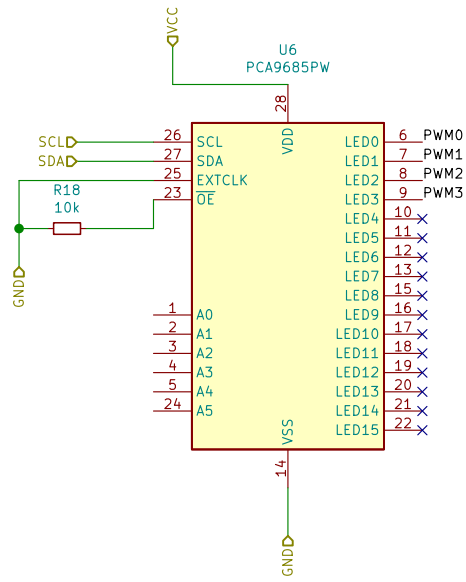 VCC
U6
PCA9685PW
28
VDD
SCL 26 SCL LED0 6 PWM0
SDA 27 SDA LED1 7 PWM1
25 EXTCLK LED2 8 PWM2
R18 23 OE LED3 9 PWM3
10k
LED4 10
LED5 11
LED6 12
LED7 13
GND
LED8 15
1 A0 LED9 16
2 A1 LED10 17
3 A2 LED11 18
4 A3 LED12 19
5 A4 LED13 20
24 A5 LED14 21
LED15 22
VSS
14
GND